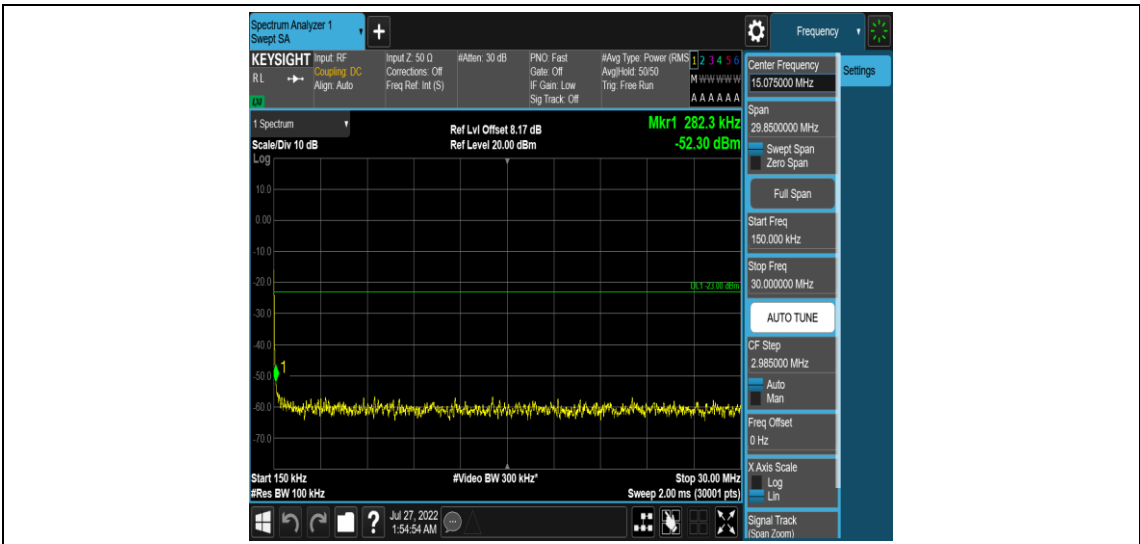 Spectrum Analyzer 1
Swept SA
+
Frequency
KEYSIGHT
RL
LXI
Input: RF
Coupling: DC
Align: Auto
Input Z: 50 Ω
Corrections: Off
Freq Ref: Int (S)
#Atten: 30 dB
PNO: Fast
Gate: Off
IF Gain: Low
Sig Track: Off
#Avg Type: Power (RMS
Avg|Hold: 50/50
Trig: Free Run
1 2 3 4 5 6
M W W W W W
A A A A A A
1 Spectrum
Scale/Div 10 dB
Ref Lvl Offset 8.17 dB
Ref Level 20.00 dBm
Mkr1 282.3 kHz
-52.30 dBm
Log
10.0
0.00
-10.0
-20.0
DL1 -23.00 dBm
-30.0
-40.0
1
-50.0
-60.0
-70.0
Start 150 kHz
#Video BW 300 kHz*
Stop 30.00 MHz
#Res BW 100 kHz
Sweep 2.00 ms (30001 pts)
?
Jul 27, 2022
1:54:54 AM
Center Frequency
15.075000 MHz
Settings
Span
29.8500000 MHz
Swept Span
Zero Span
Full Span
Start Freq
150.000 kHz
Stop Freq
30.000000 MHz
AUTO TUNE
CF Step
2.985000 MHz
Auto
Man
Freq Offset
0 Hz
X Axis Scale
Log
Lin
Signal Track
(Span Zoom)